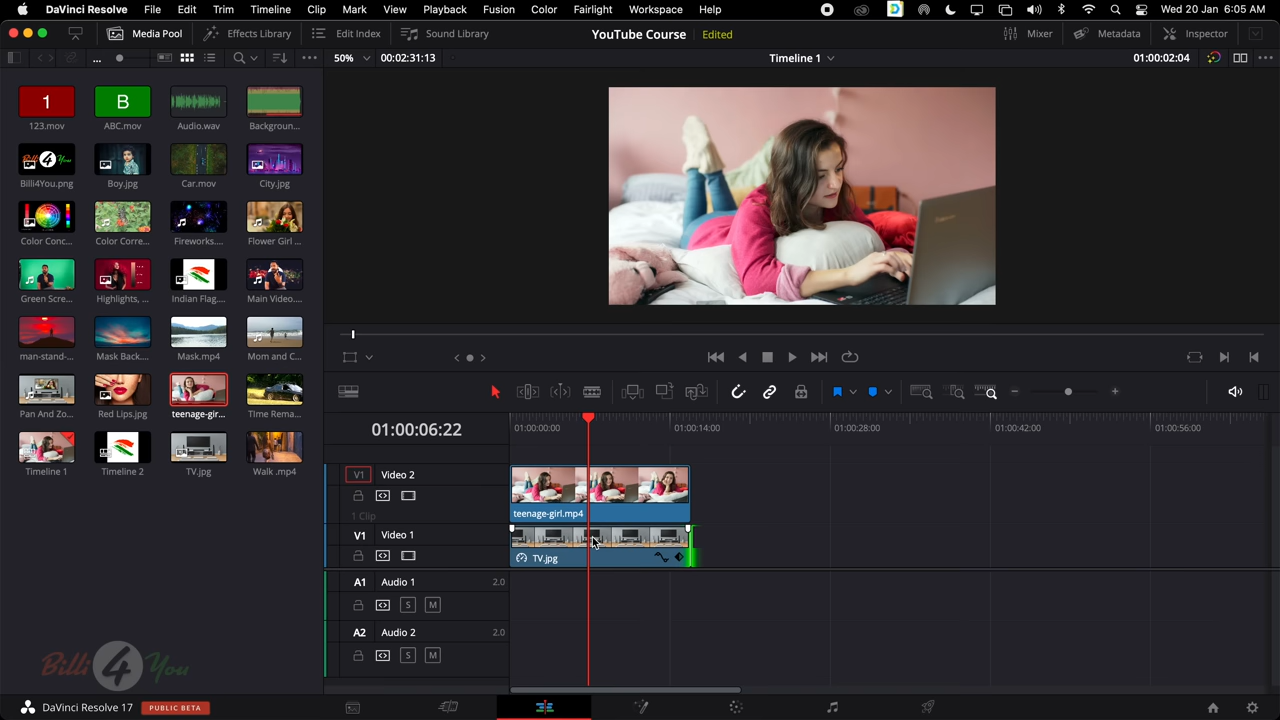 DaVinci Resolve File Edit Trim Timeline Clip Mark View Playback Fusion Color Fairlight Workspace Help Wed 20 Jan 6:05 AM
Media Pool Effects Library Edit Index Sound Library YouTube Course Edited Mixer Metadata Inspector
... 50% 00:02:31:13 Timeline 1 01:00:02:04
1 B
123.mov ABC.mov Audio.wav Backgroun...
Billi 4 You
Billi4You.png Boy.jpg Car.mov City.jpg
Color Conc... Color Corre... Fireworks.... Flower Girl ...
Green Scre... Highlights, ... Indian Flag.... Main Video....
man-stand-... Mask Back.... Mask.mp4 Mom and C...
Pan And Zo... Red Lips.jpg teenage-gir... TIme Rema...
Timeline 1 Timeline 2 TV.jpg Walk .mp4
01:00:06:22 01:00:00:00 01:00:14:00 01:00:28:00 01:00:42:00 01:00:56:00
V1 Video 2
1 Clip
teenage-girl.mp4
V1 Video 1
TV.jpg
A1 Audio 1 2.0
S M
A2 Audio 2 2.0
S M
Billi 4 You
DaVinci Resolve 17 PUBLIC BETA